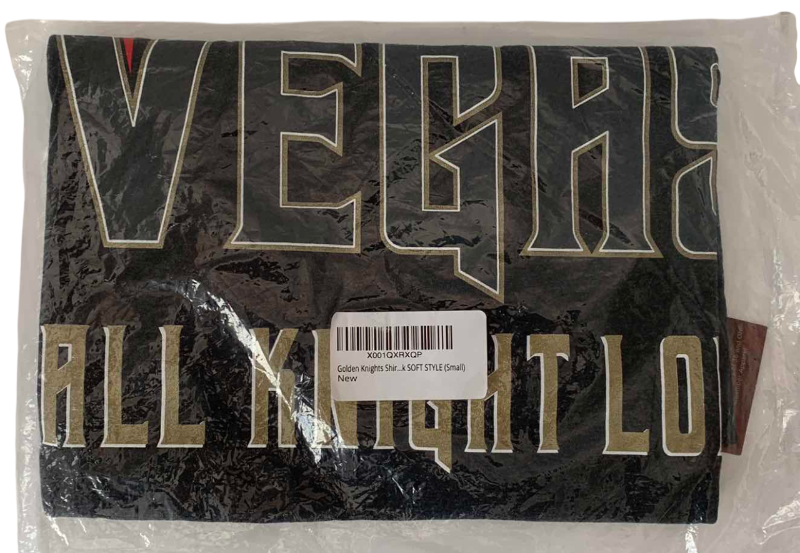 VEGAS
X001QXRXQP
Golden Knights Shir...k SOFT STYLE (Small)
New
ALL KNIGHT LO